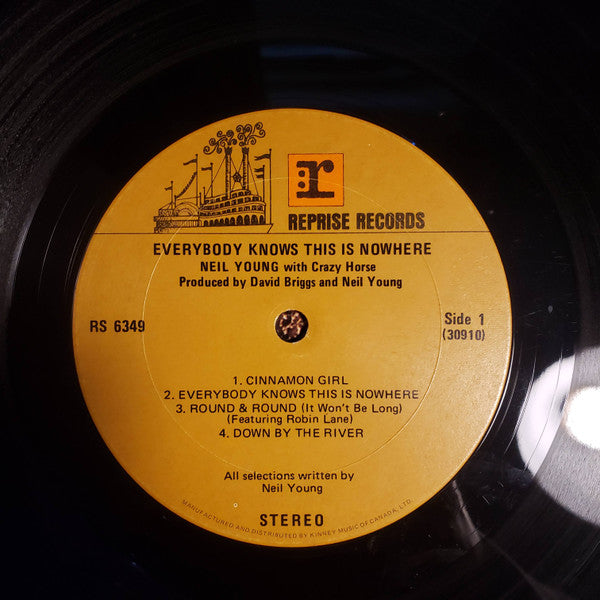 r
REPRISE RECORDS
EVERYBODY KNOWS THIS IS NOWHERE
NEIL YOUNG with Crazy Horse
Produced by David Briggs and Neil Young
RS 6349
Side 1
(30910)
1. CINNAMON GIRL
2. EVERYBODY KNOWS THIS IS NOWHERE
3. ROUND & ROUND (It Won't Be Long)
(Featuring Robin Lane)
4. DOWN BY THE RIVER
All selections written by
Neil Young
STEREO
MANUFACTURED AND DISTRIBUTED BY KINNEY MUSIC OF CANADA, LTD.